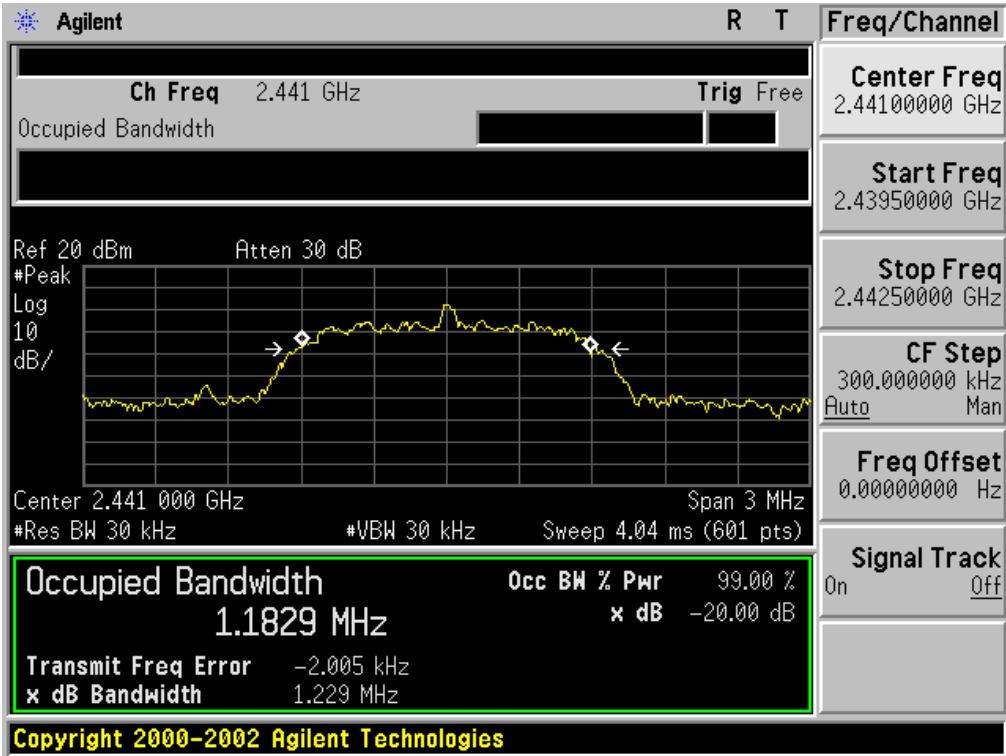 Agilent R T
Ch Freq 2.441 GHz Trig Free
Occupied Bandwidth
Ref 20 dBm Atten 30 dB
#Peak
Log
10
dB/
Center 2.441 000 GHz Span 3 MHz
#Res BW 30 kHz #VBW 30 kHz Sweep 4.04 ms (601 pts)
Occupied Bandwidth
1.1829 MHz
Occ BW % Pwr 99.00 %
x dB -20.00 dB
Transmit Freq Error -2.005 kHz
x dB Bandwidth 1.229 MHz
Copyright 2000-2002 Agilent Technologies
Freq/Channel
Center Freq
2.44100000 GHz
Start Freq
2.43950000 GHz
Stop Freq
2.44250000 GHz
CF Step
300.000000 kHz
Auto Man
Freq Offset
0.00000000 Hz
Signal Track
On Off